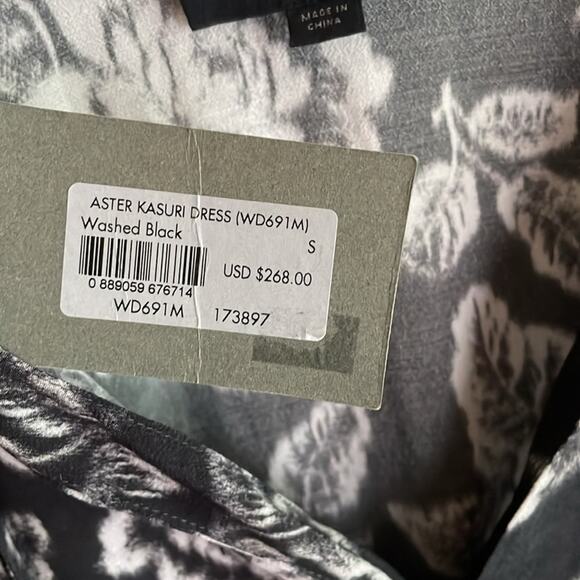 MADE IN
CHINA
ASTER KASURI DRESS (WD691M)
Washed Black
S
USD $268.00
0 889059 676714
WD691M 173897